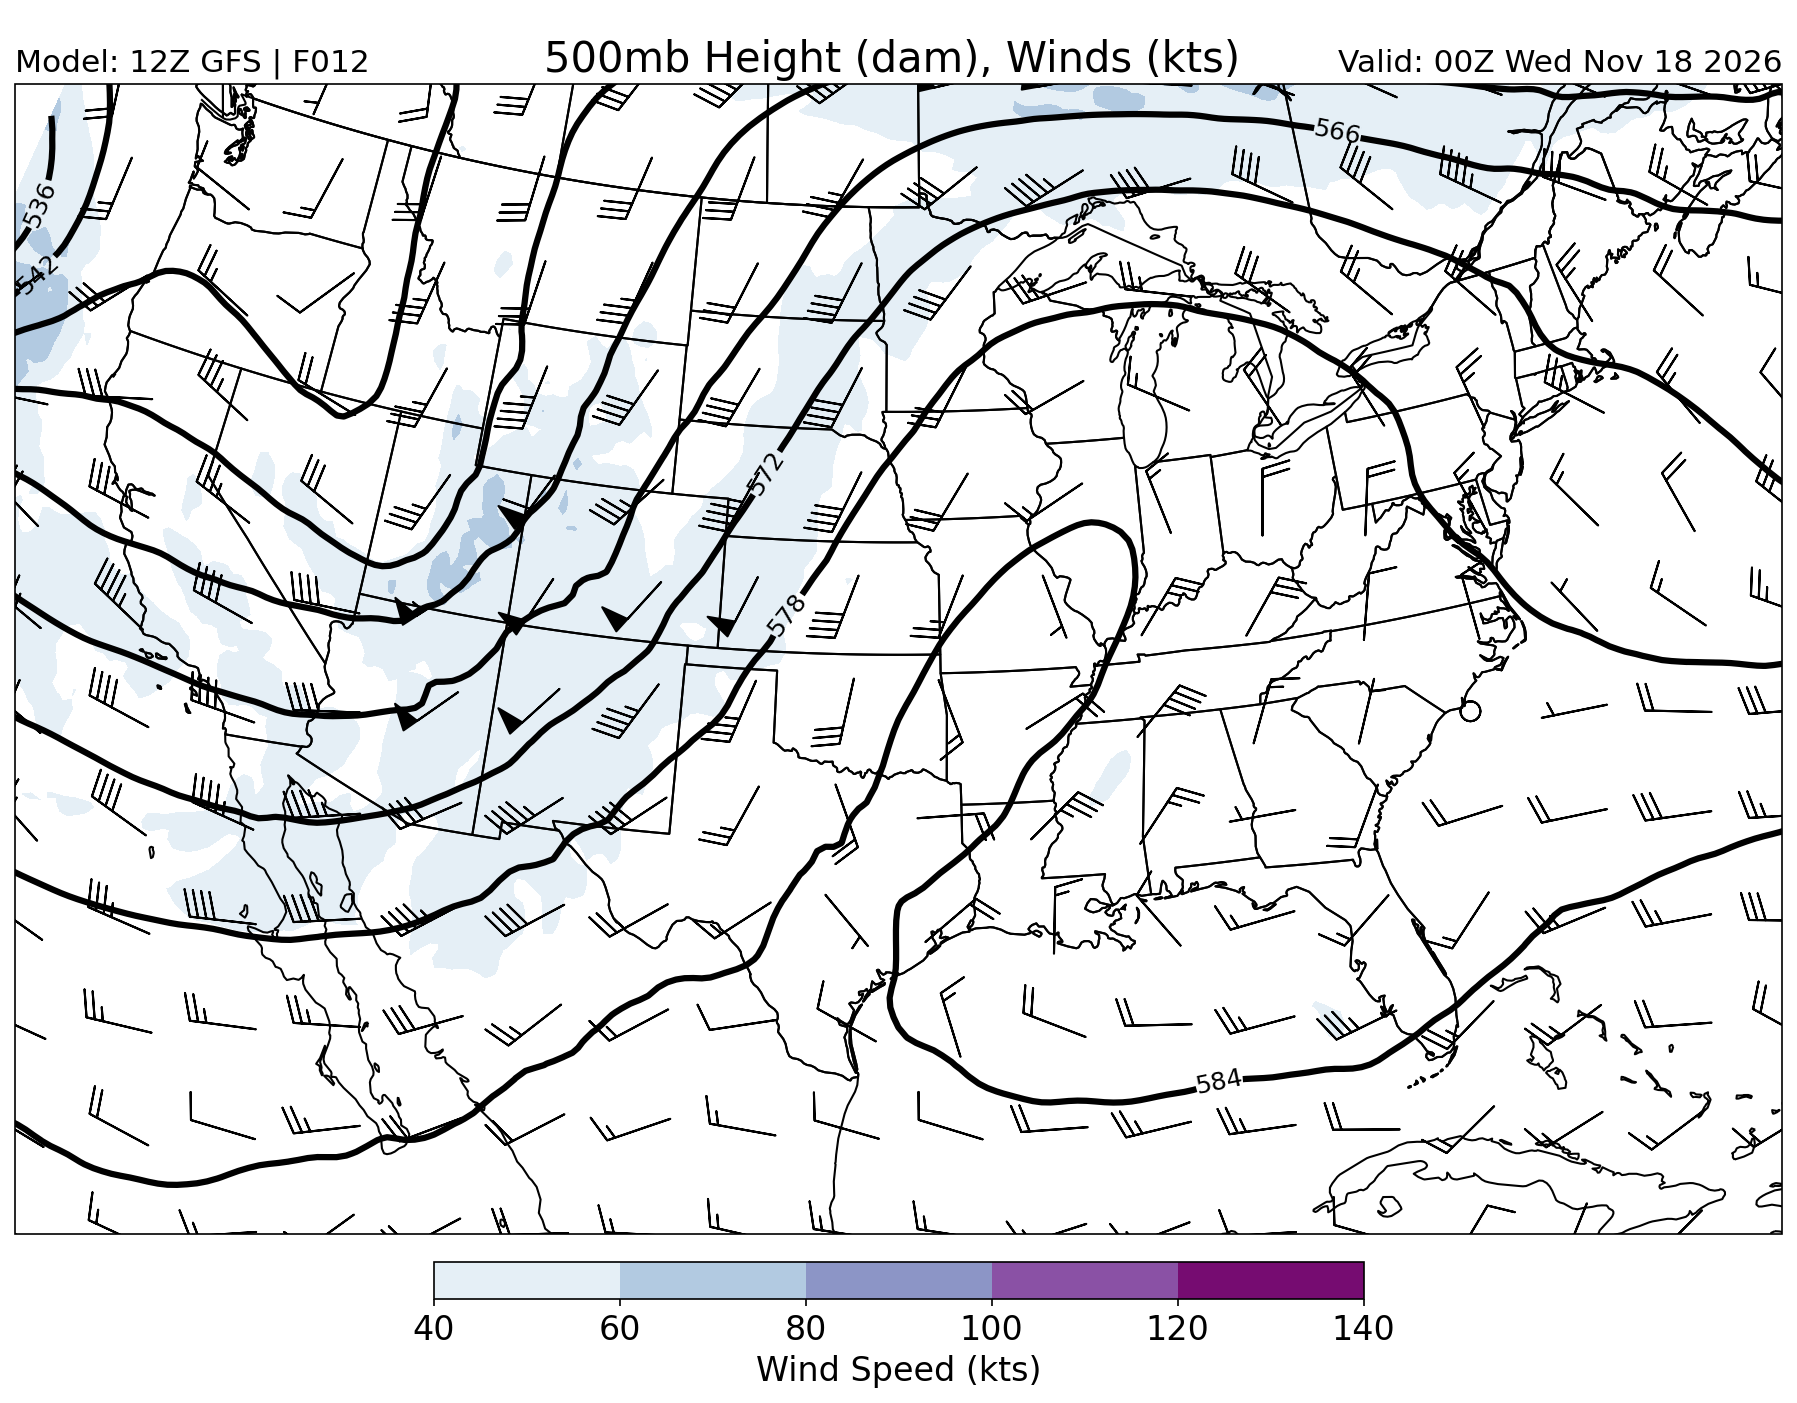 Model: 12Z GFS | F012
500mb Height (dam), Winds (kts)
Valid: 00Z Wed Nov 18 2026
566
536
542
572
578
584
40 60 80 100 120 140
Wind Speed (kts)